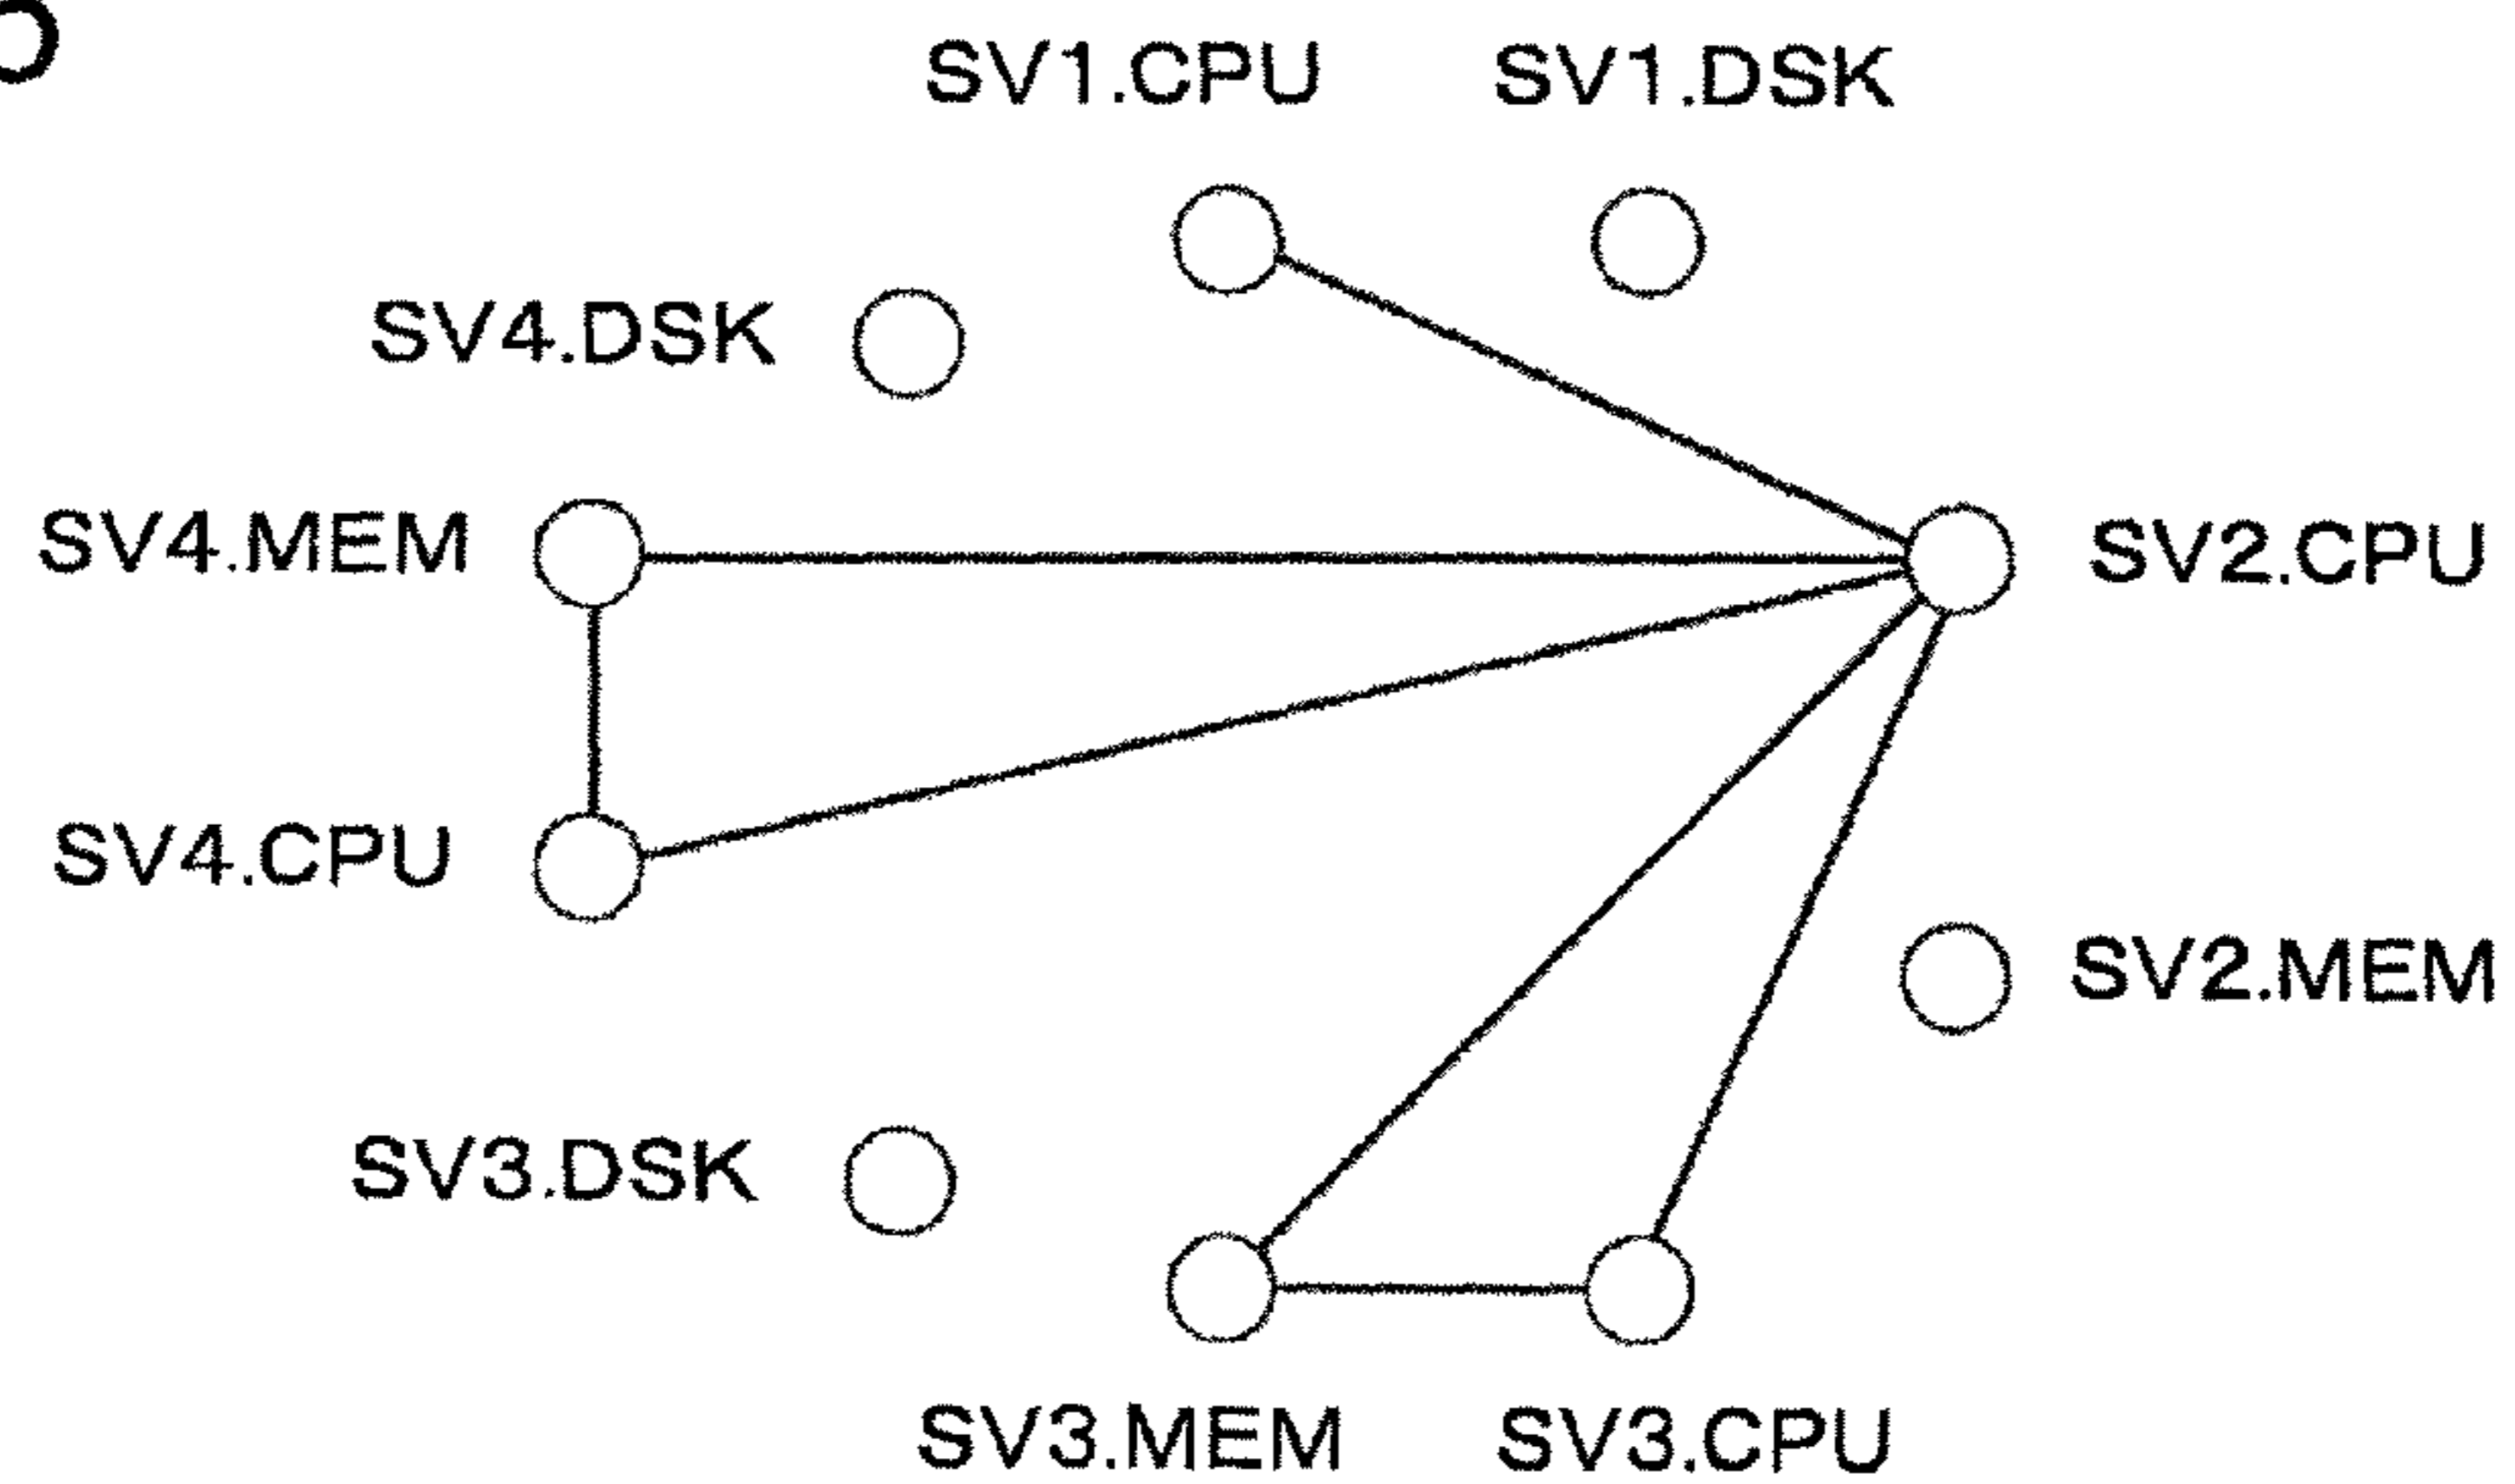 SV1.CPU SV1.DSK
SV4.DSK
SV4.MEM SV2.CPU
SV4.CPU
SV2.MEM
SV3.DSK
SV3.MEM SV3.CPU